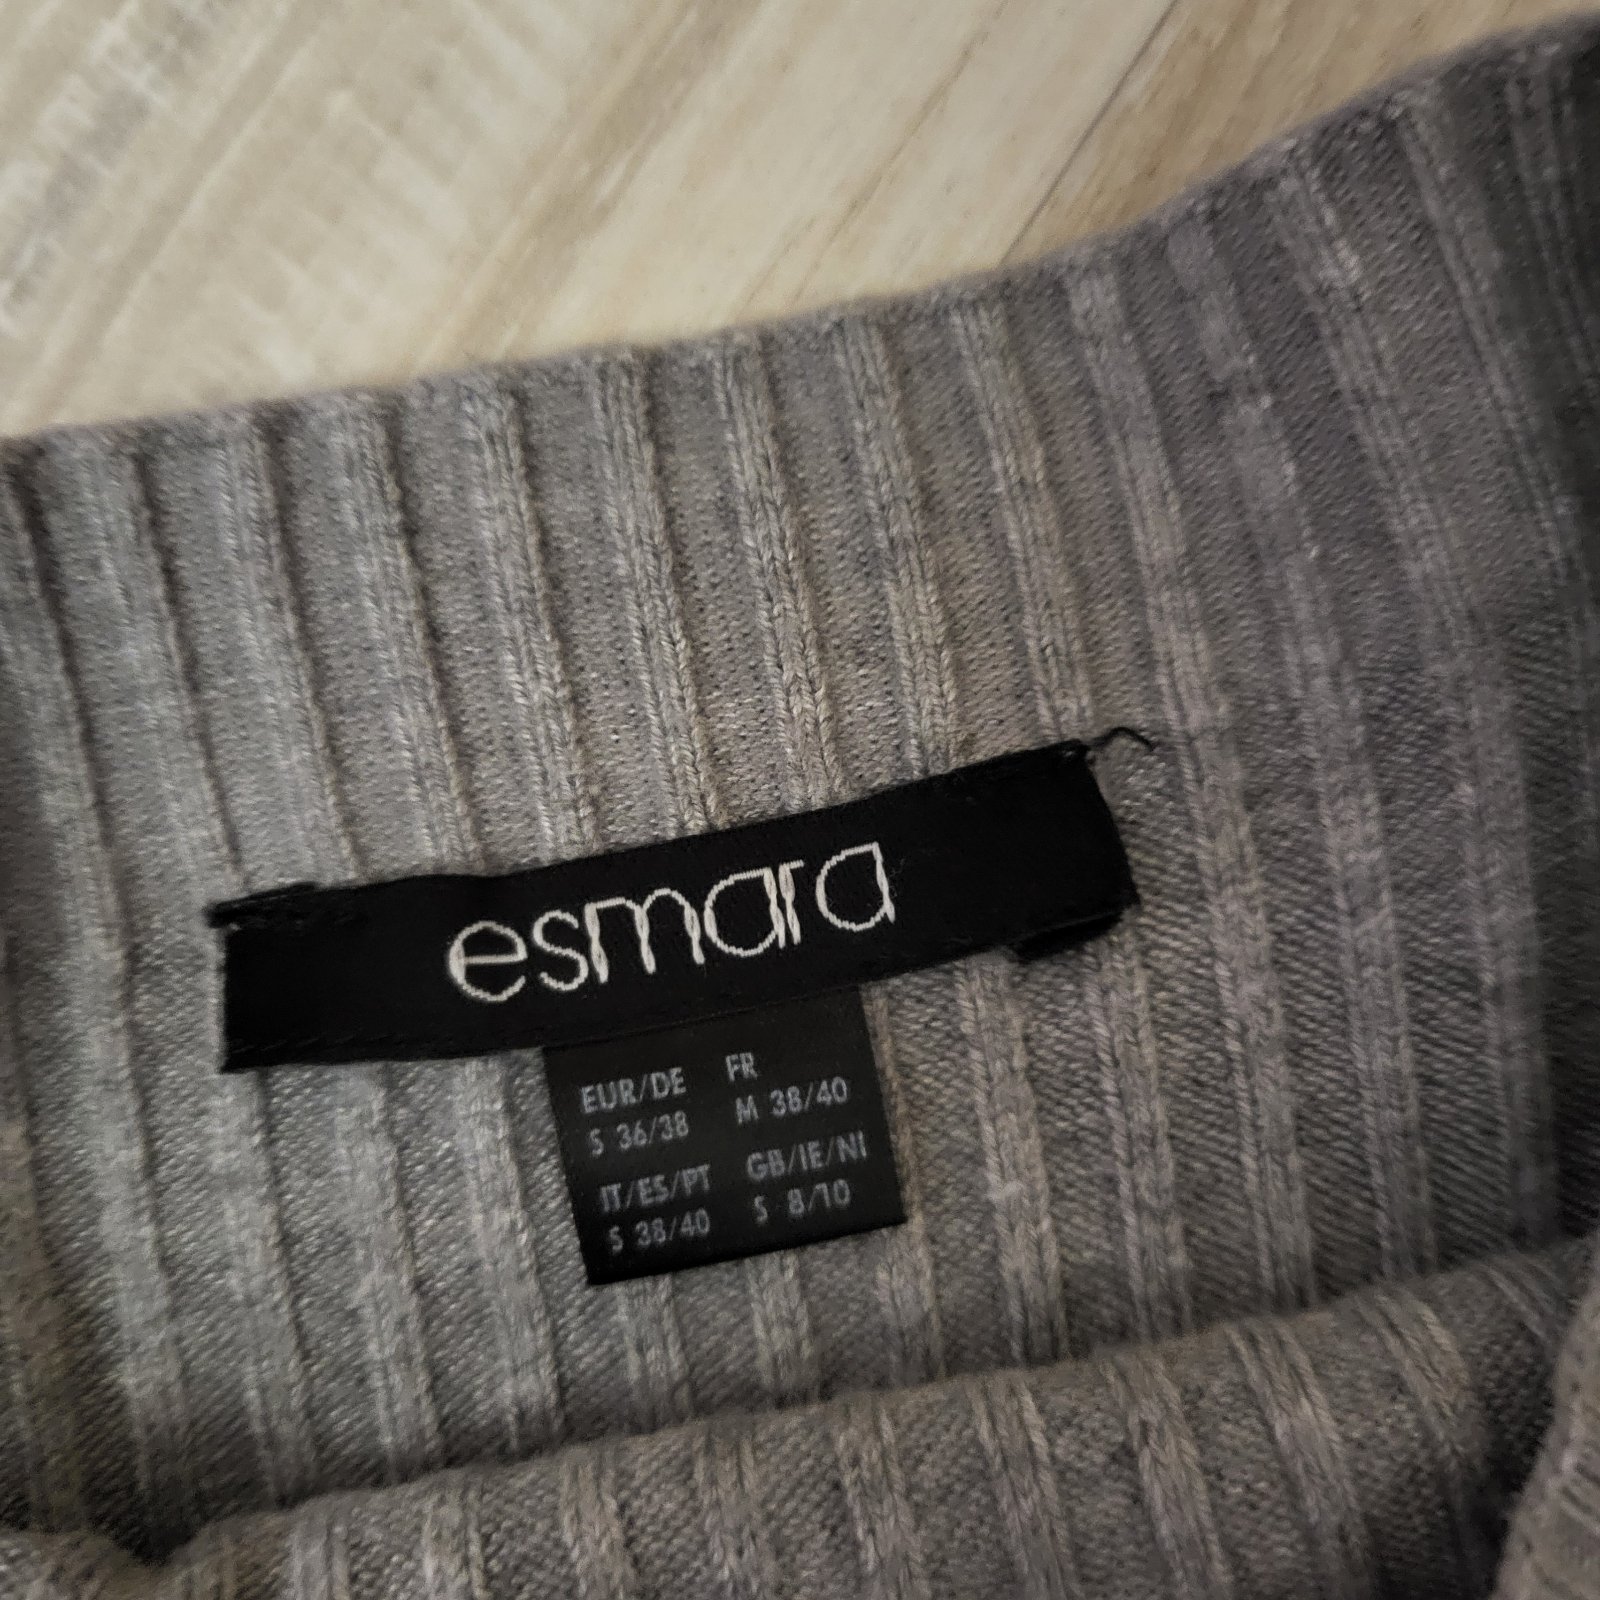 esmara
EUR/DE FR
S 36/38 M 38/40
IT/ES/PT GB/IE/NI
S 38/40 S 8/10